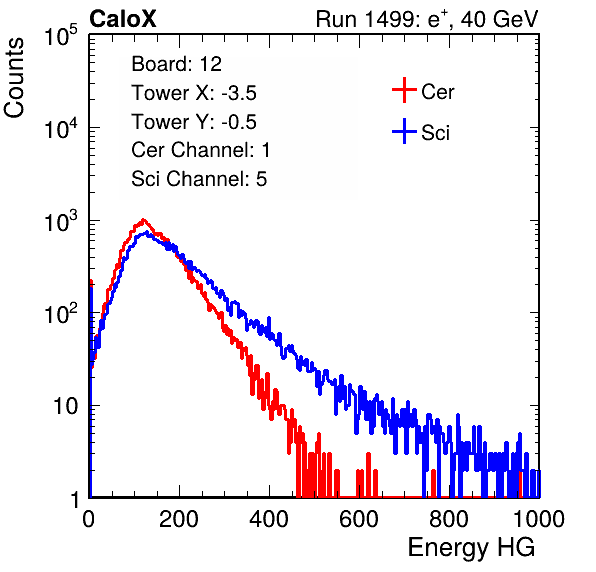 CaloX Run 1499: e+, 40 GeV
Counts
10^5
10^4
10^3
10^2
10
1
Board: 12
Tower X: -3.5
Tower Y: -0.5
Cer Channel: 1
Sci Channel: 5
Cer
Sci
0 200 400 600 800 1000
Energy HG